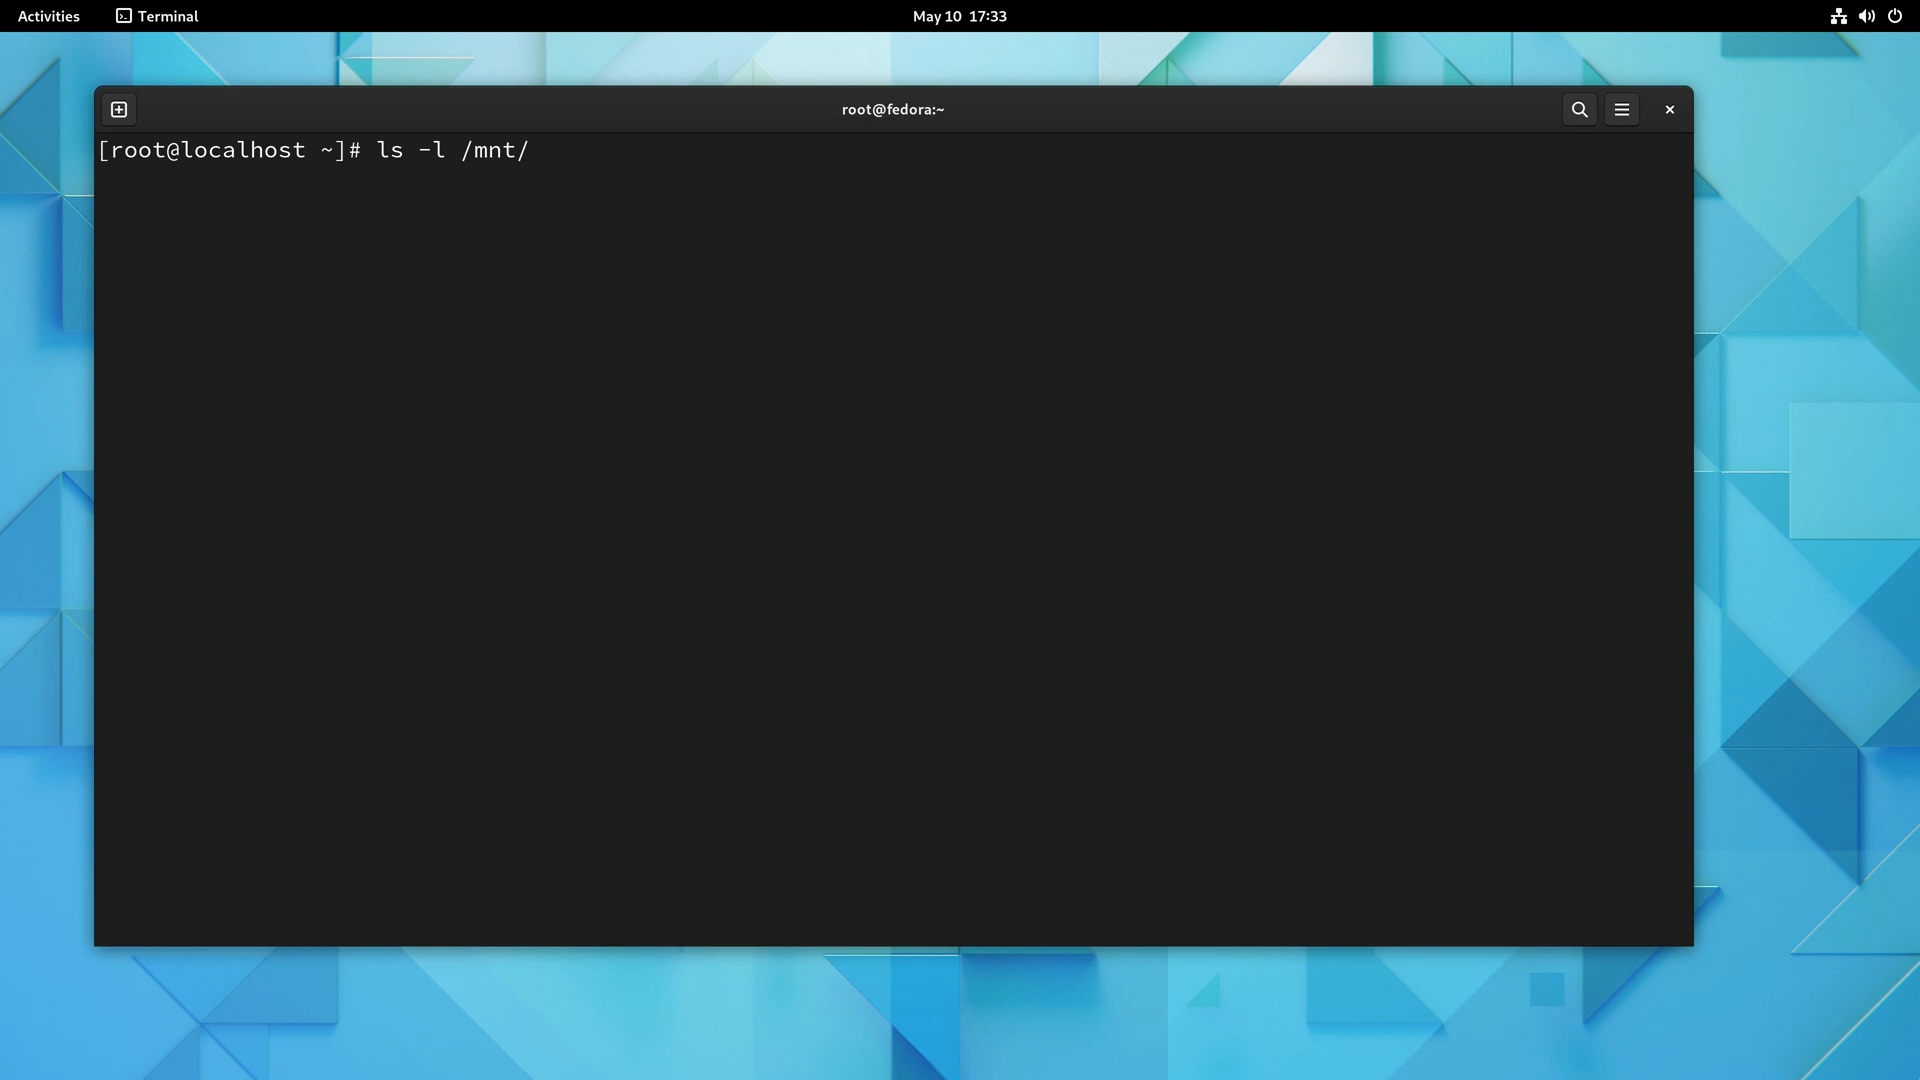 Activities
Terminal
May 10 17:33
root@fedora:~
[root@localhost ~]# ls -l /mnt/